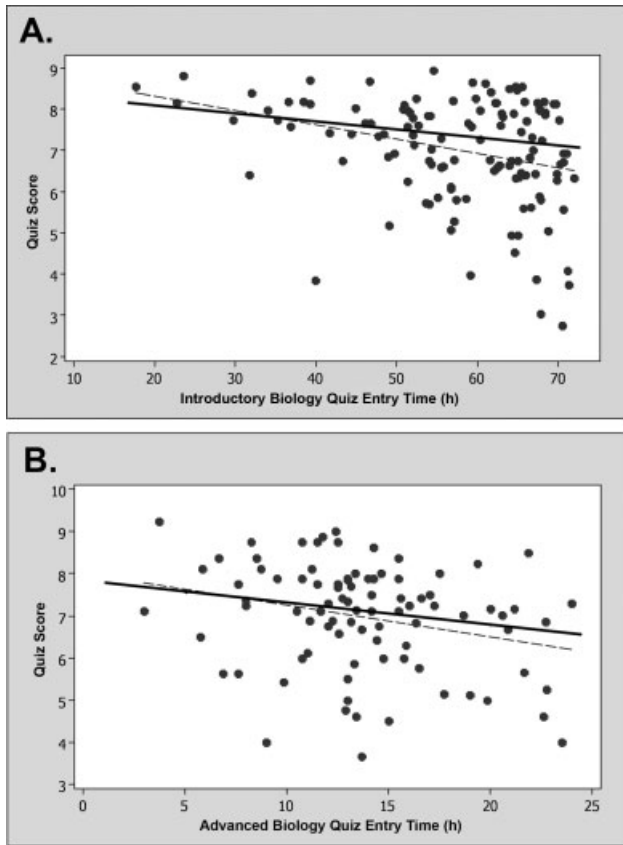 A.
9
8
7
6
5
4
3
2
Quiz Score
10 20 30 40 50 60 70
Introductory Biology Quiz Entry Time (h)
B.
10
9
8
7
6
5
4
3
Quiz Score
0 5 10 15 20 25
Advanced Biology Quiz Entry Time (h)